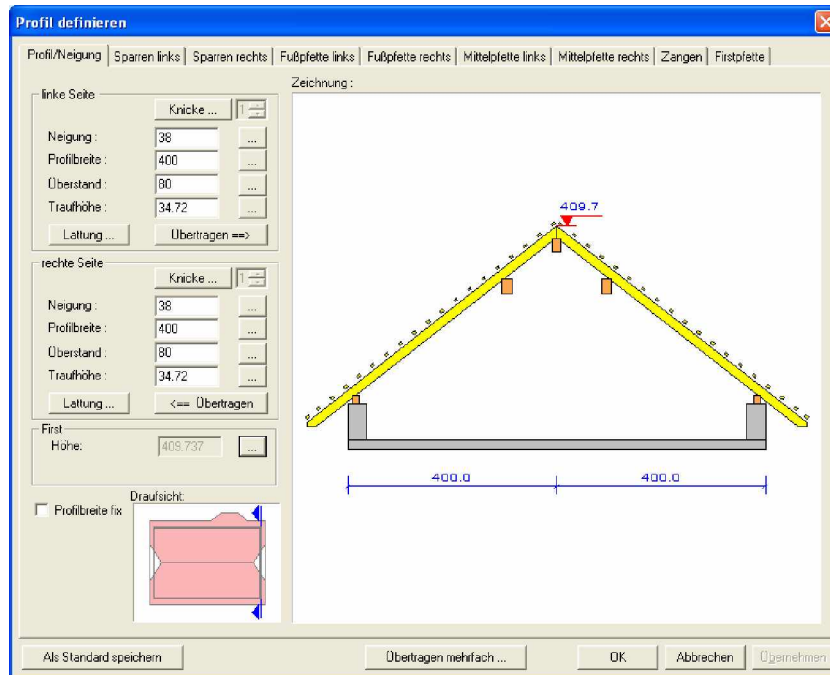 Profil definieren
Profil/Neigung Sparren links Sparren rechts Fußpfette links Fußpfette rechts Mittelpfette links Mittelpfette rechts Zangen Firstpfette
linke Seite
Knicke ... 1
Neigung : 38 ...
Profilbreite : 400 ...
Überstand : 80 ...
Traufhöhe : 34.72 ...
Lattung ... Übertragen ==>
rechte Seite
Knicke ... 1
Neigung : 38 ...
Profilbreite : 400 ...
Überstand : 80 ...
Traufhöhe : 34.72 ...
Lattung ... <== Übertragen
First
Höhe: 409.737 ...
Profilbreite fix
Draufsicht:
Zeichnung :
409.7
400.0 400.0
Als Standard speichern Übertragen mehrfach ... OK Abbrechen Übernehmen